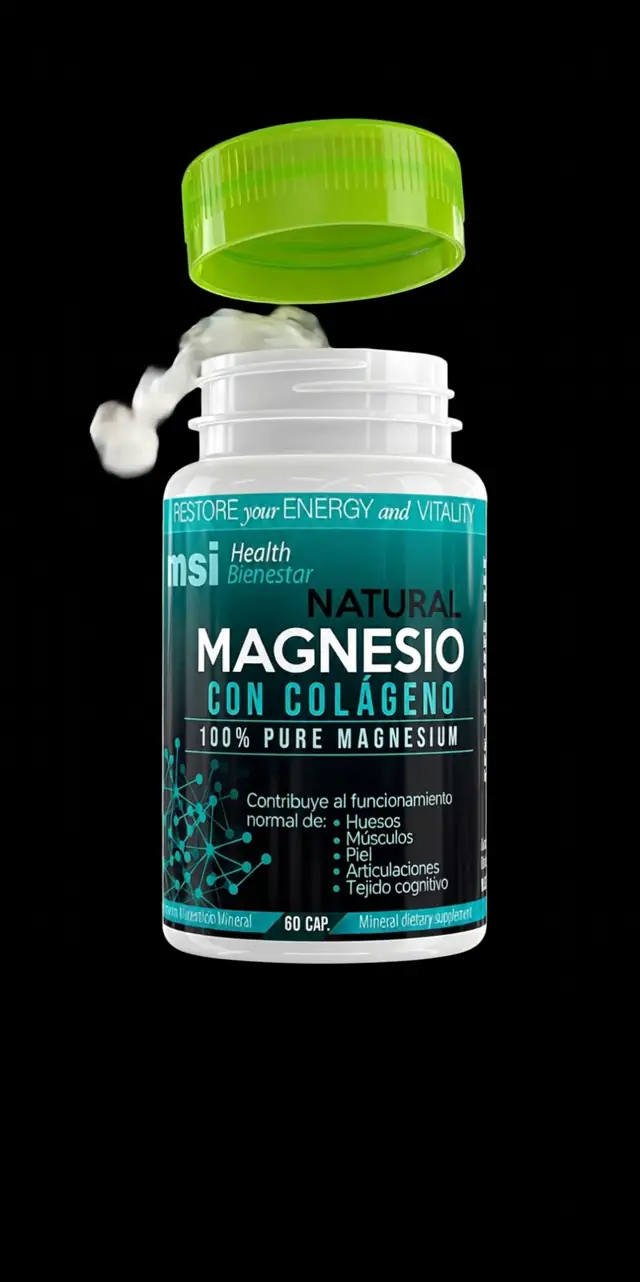 RESTORE your ENERGY and VITALITY
msi Health
Bienestar
NATURAL
MAGNESIO
CON COLÁGENO
100% PURE MAGNESIUM
Contribuye al funcionamiento
normal de: • Huesos
• Músculos
• Piel
• Articulaciones
• Tejido cognitivo
Mineral 60 CAP. Mineral dietary supplement